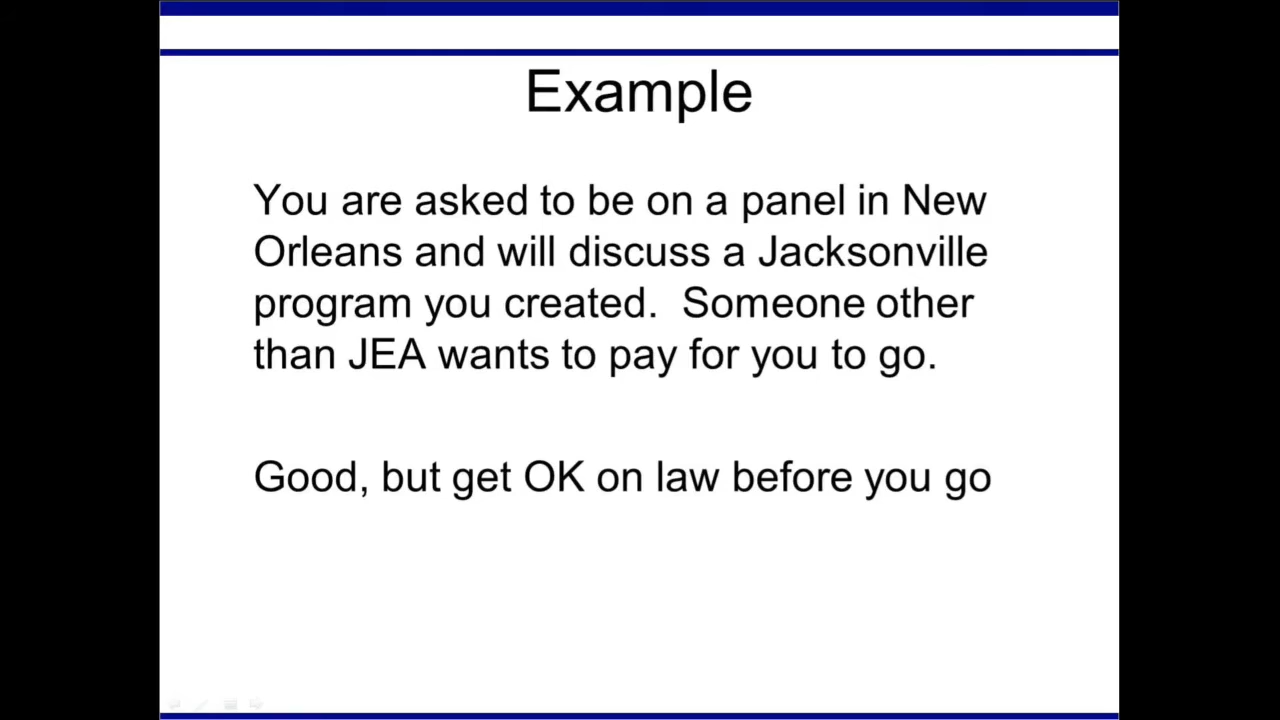 Example
You are asked to be on a panel in New
Orleans and will discuss a Jacksonville
program you created.  Someone other
than JEA wants to pay for you to go.
Good, but get OK on law before you go